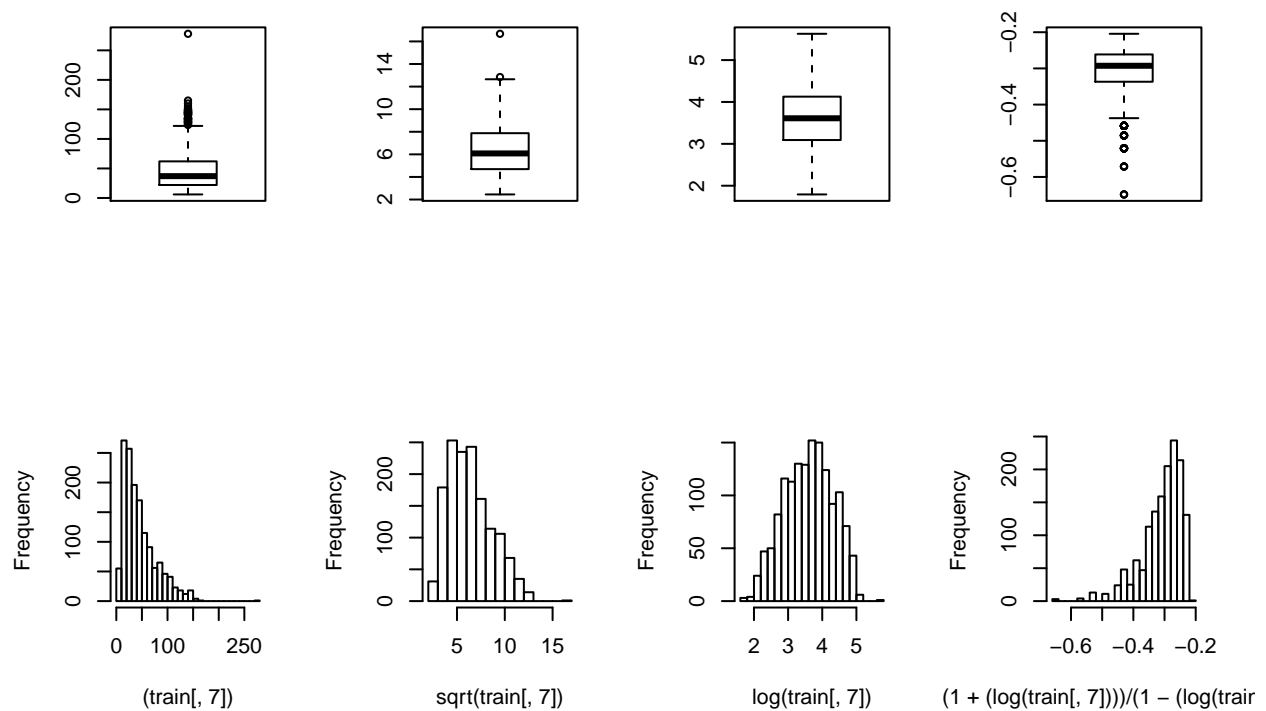 0 100 200
2 6 10 14
2 3 4 5
−0.6 −0.4 −0.2
Frequency
0 100 200
0 100 250
(train[, 7])
Frequency
0 100 200
5 10 15
sqrt(train[, 7])
Frequency
0 50 100
2 3 4 5
log(train[, 7])
Frequency
0 100 200
−0.6 −0.4 −0.2
(1 + (log(train[, 7])))/(1 − (log(train